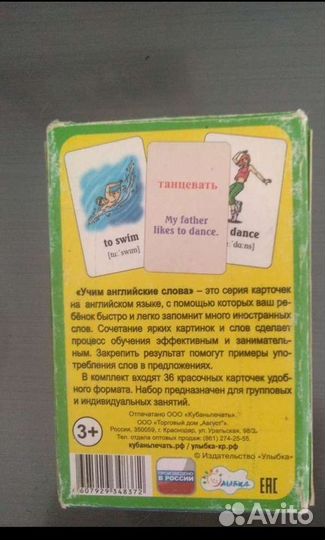 танцевать
My father
likes to dance.
to swim
[tuː swɪm]
dance
ːˈdɑːns]
«Учим английские слова» – это серия карточек
на английском языке, с помощью которых ваш ре-
бёнок быстро и легко запомнит много иностранных
слов. Сочетание ярких картинок и слов сделает
процесс обучения эффективным и заниматель-
ным. Закрепить результат помогут примеры упо-
требления слов в предложениях.
В комплект входят 36 красочных карточек удоб-
ного формата. Набор предназначен для групповых
и индивидуальных занятий.
3+
Отпечатано ООО «Кубаньпечать».
ООО «Торговый дом „Август".
Россия, 350059, г. Краснодар, ул. Уральская, 98/2.
Тел. отдела оптовых продаж: (861) 274-25-55.
кубаньпечать.рф / улыбка-кр.рф
© Издательство «Улыбка»
607929 348372
ПРОИЗВЕДЕНО
В РОССИИ
Улыбка
EAC
Avito